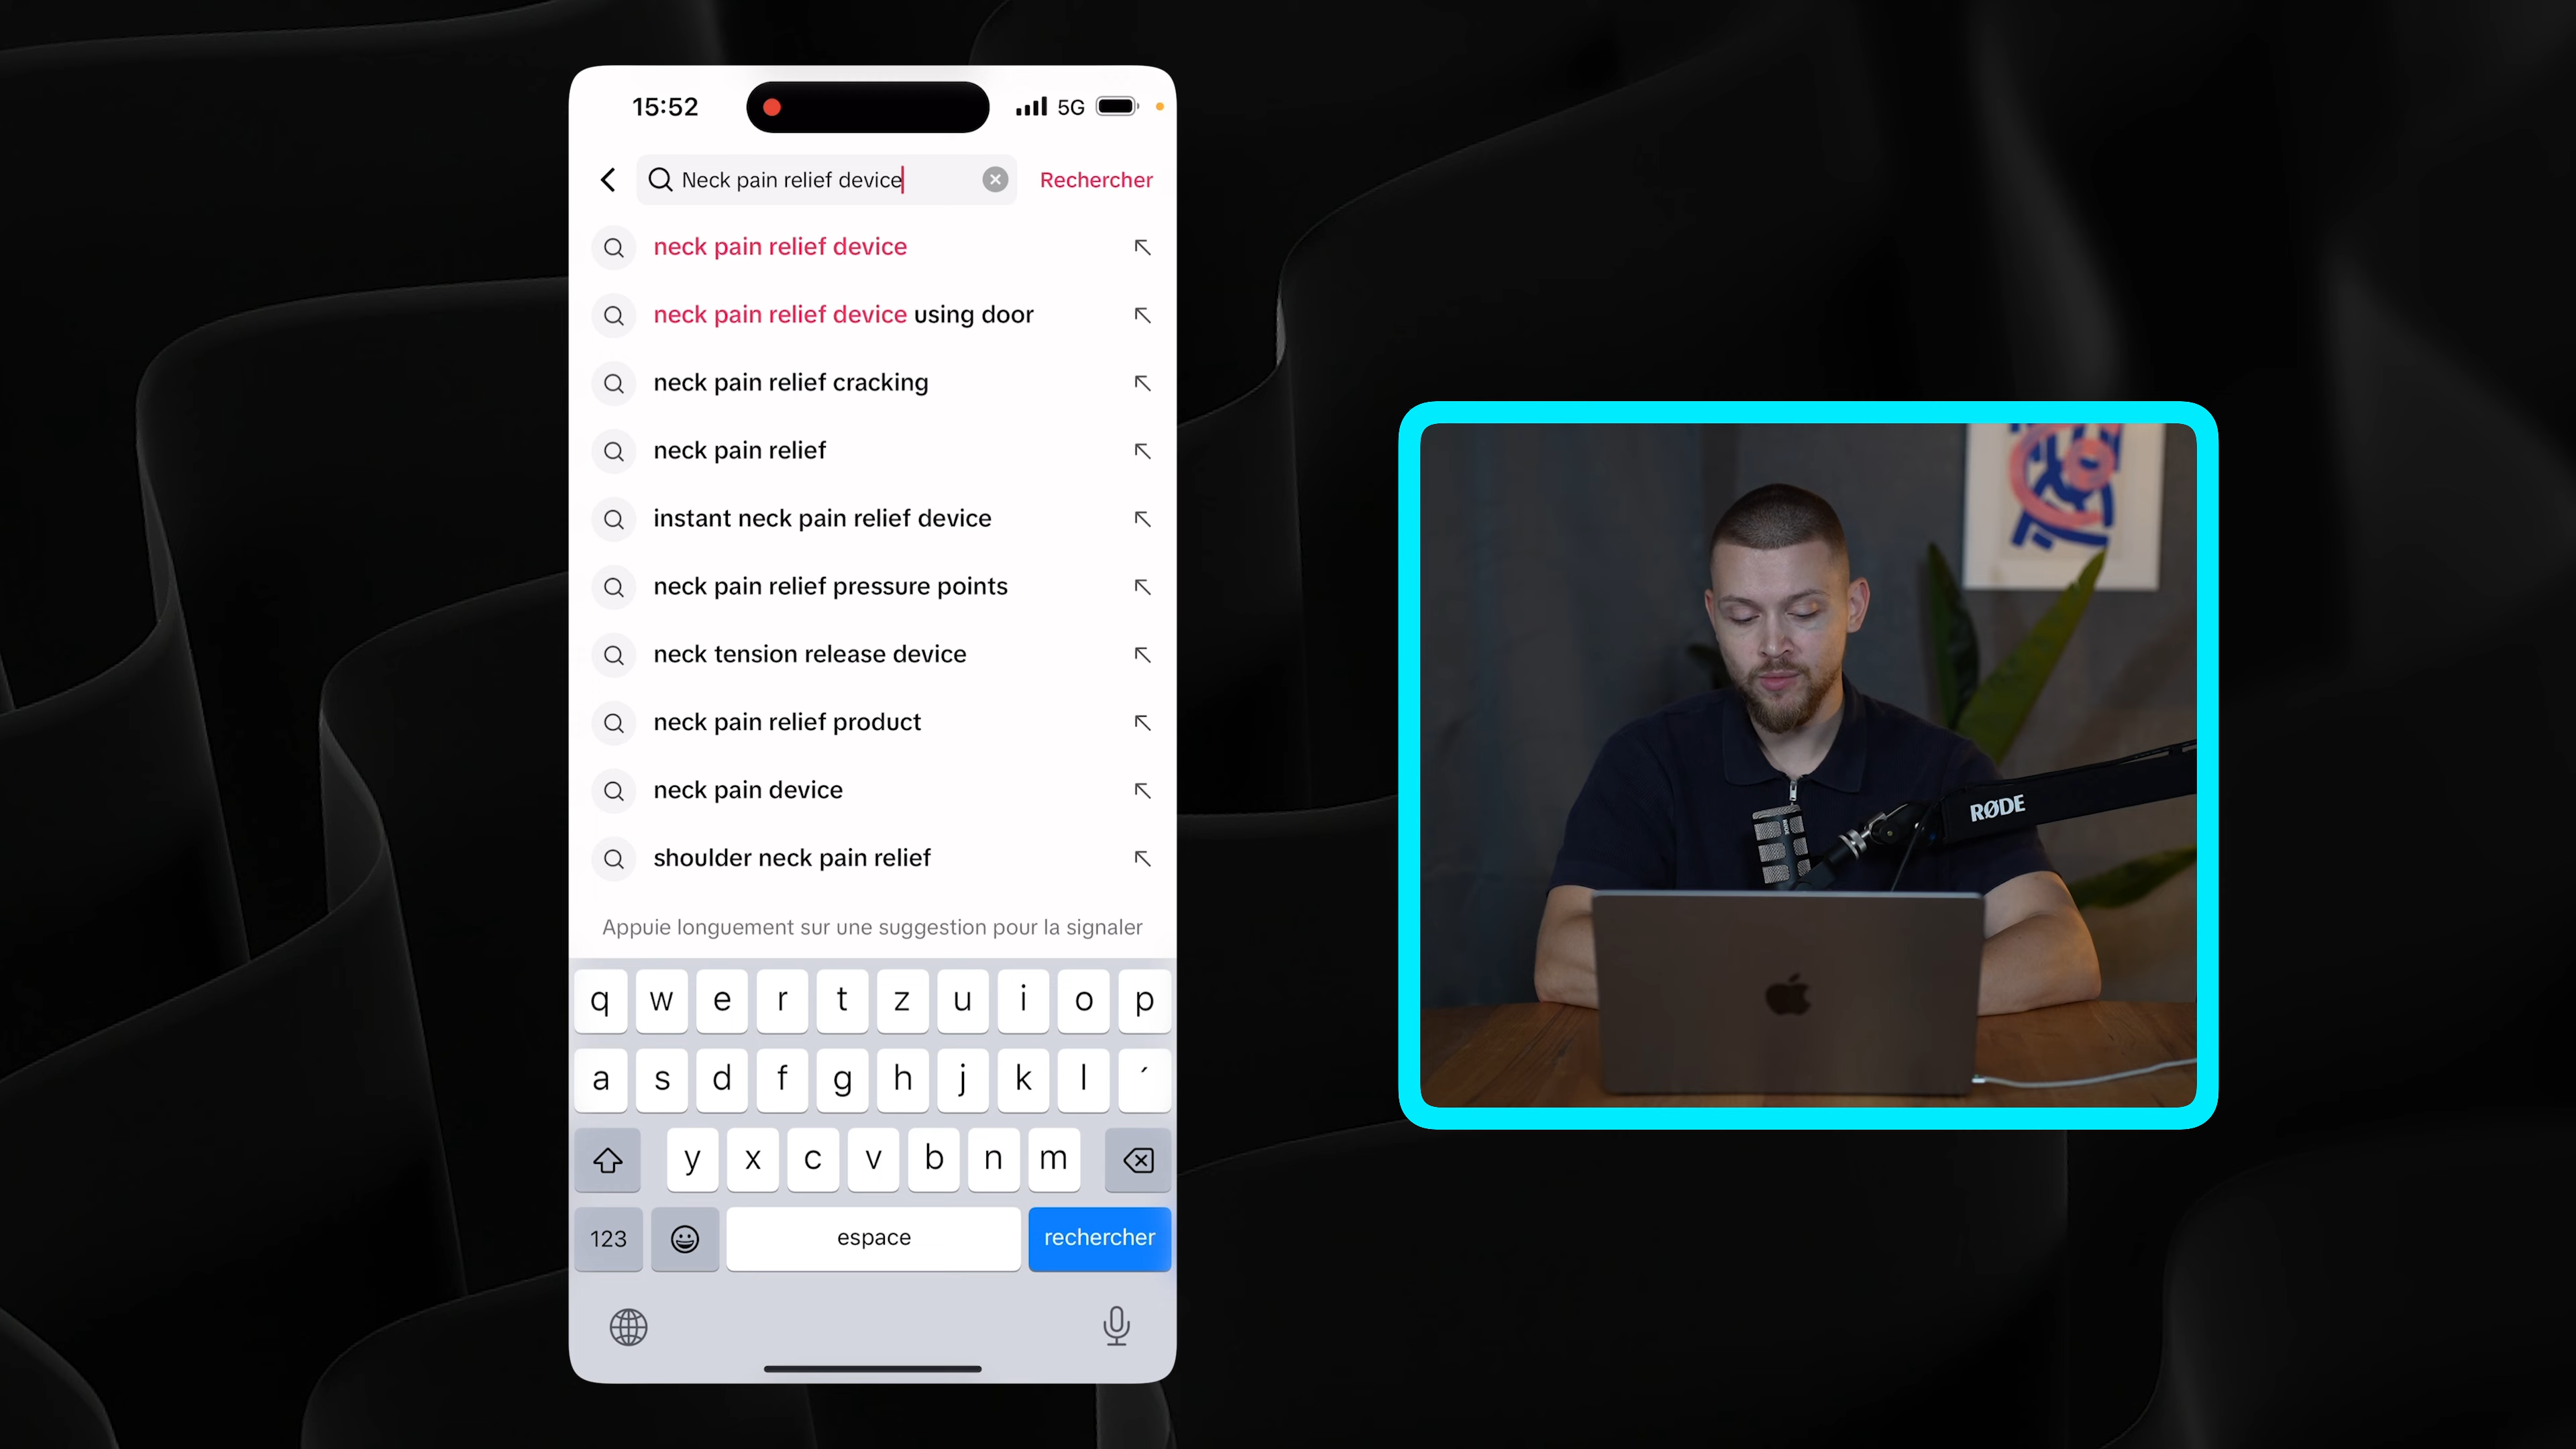 15:52
5G
Neck pain relief device
Rechercher
neck pain relief device
neck pain relief device using door
neck pain relief cracking
neck pain relief
instant neck pain relief device
neck pain relief pressure points
neck tension release device
neck pain relief product
neck pain device
shoulder neck pain relief
Appuie longuement sur une suggestion pour la signaler
q w e r t z u i o p
a s d f g h j k l ´
y x c v b n m
123 espace rechercher
RØDE